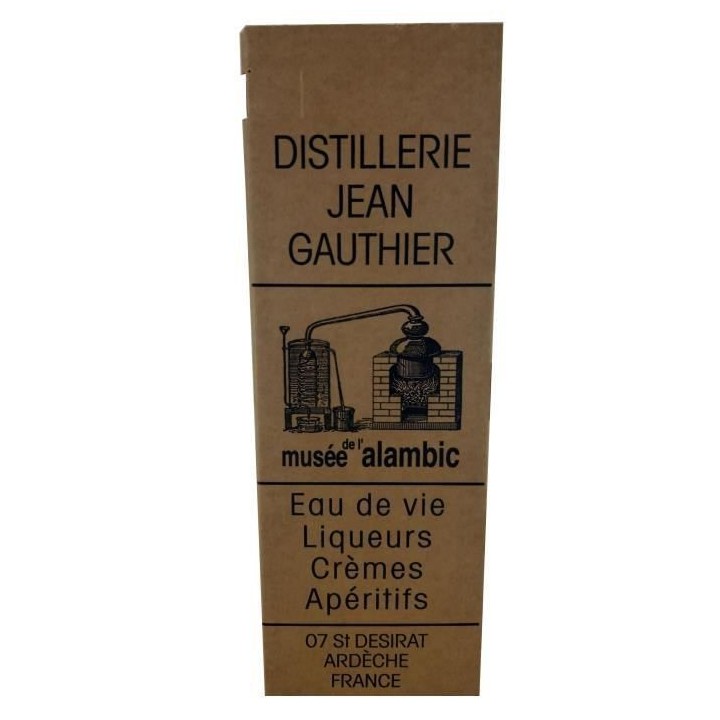 DISTILLERIE
JEAN
GAUTHIER
musée de l'alambic
Eau de vie
Liqueurs
Crèmes
Apéritifs
07 St DESIRAT
ARDÈCHE
FRANCE